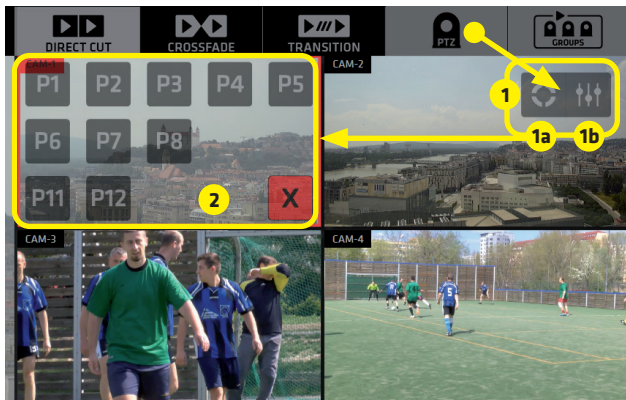 DIRECT CUT
CROSSFADE
TRANSITION
PTZ
GROUPS
CAM-1
P1 P2 P3 P4 P5
P6 P7 P8
P11 P12
X
2
CAM-2
1
1a 1b
CAM-3
CAM-4
5